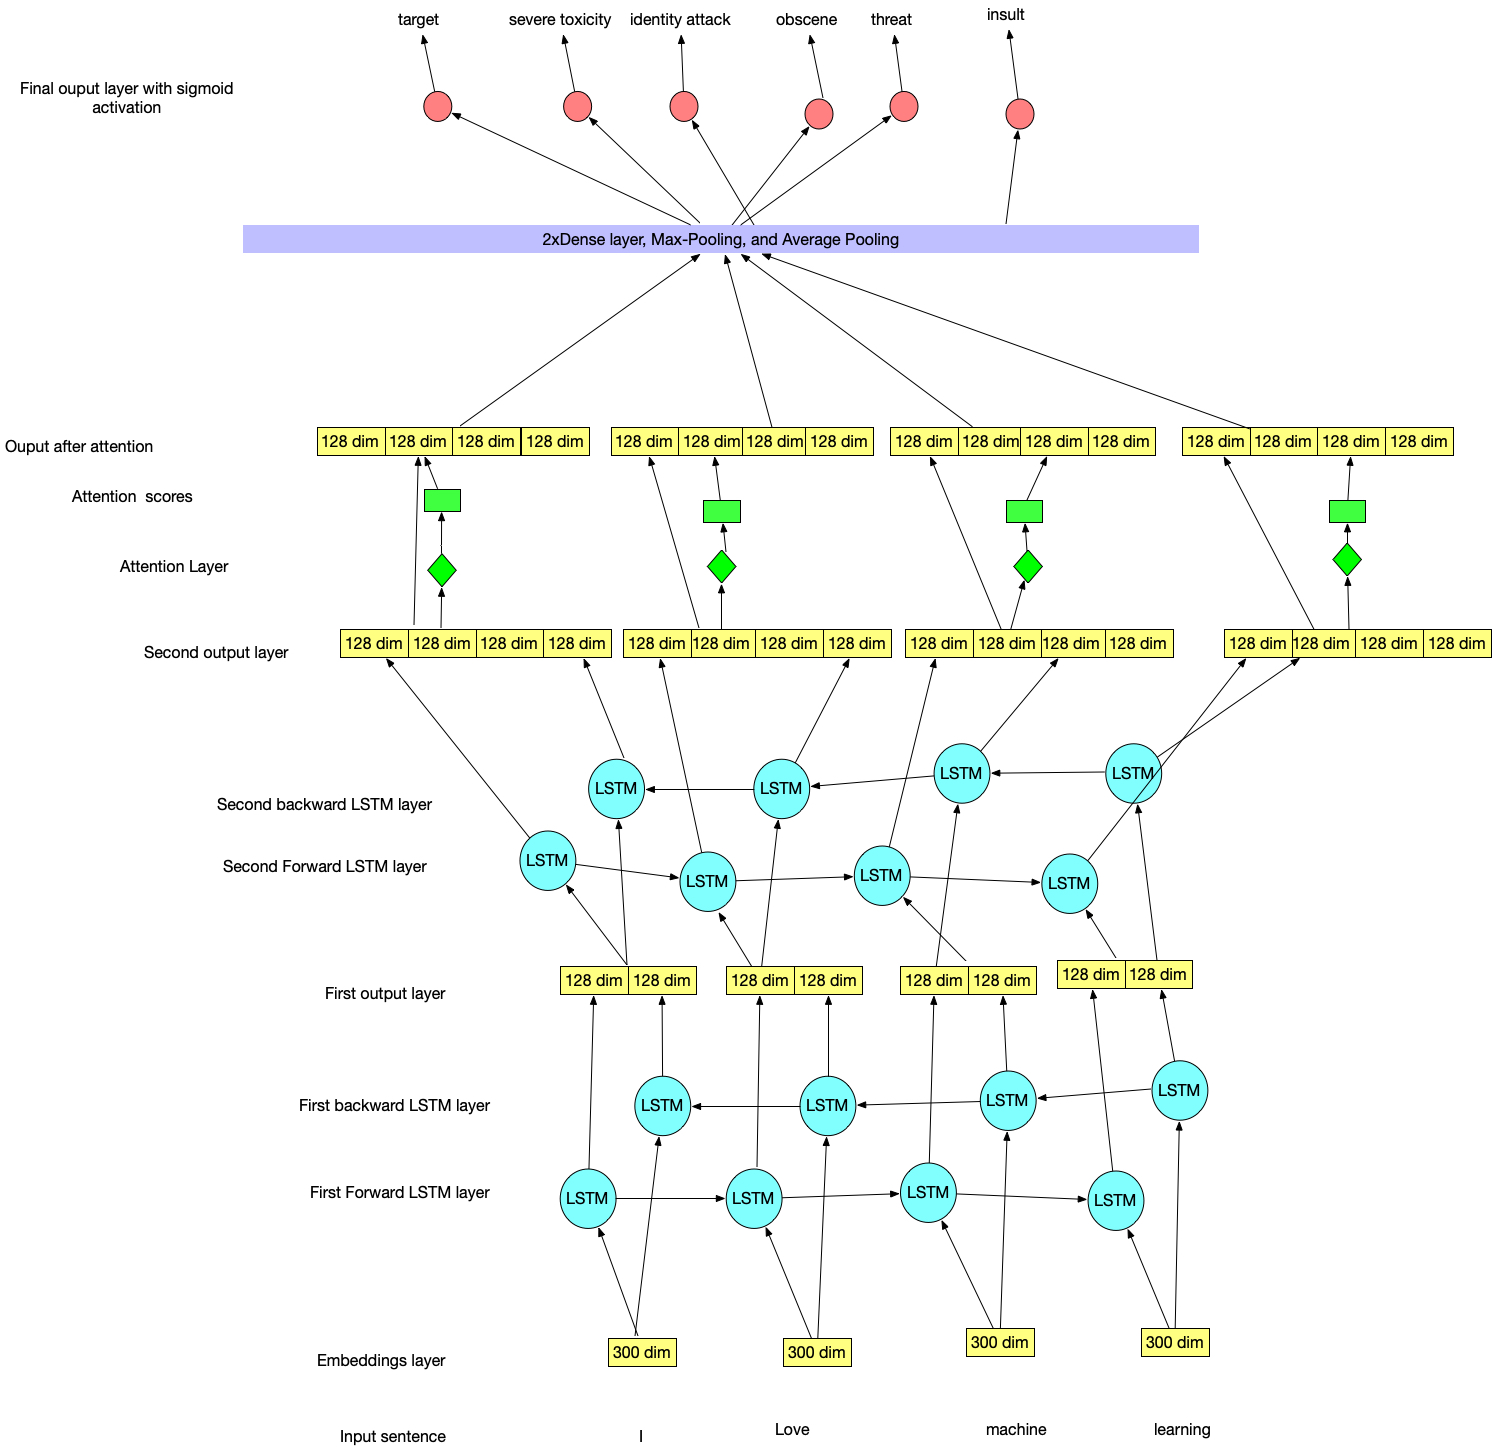 target severe toxicity identity attack obscene threat insult
Final ouput layer with sigmoid
activation
2xDense layer, Max-Pooling, and Average Pooling
Ouput after attention 128 dim 128 dim 128 dim 128 dim 128 dim 128 dim 128 dim 128 dim 128 dim 128 dim 128 dim 128 dim 128 dim 128 dim 128 dim 128 dim
Attention scores
Attention Layer
Second output layer 128 dim 128 dim 128 dim 128 dim 128 dim 128 dim 128 dim 128 dim 128 dim 128 dim 128 dim 128 dim 128 dim 128 dim 128 dim 128 dim
Second backward LSTM layer LSTM LSTM LSTM LSTM
Second Forward LSTM layer LSTM LSTM LSTM LSTM
First output layer 128 dim 128 dim 128 dim 128 dim 128 dim 128 dim 128 dim 128 dim
First backward LSTM layer LSTM LSTM LSTM LSTM
First Forward LSTM layer LSTM LSTM LSTM LSTM
Embeddings layer 300 dim 300 dim 300 dim 300 dim
Input sentence I Love machine learning